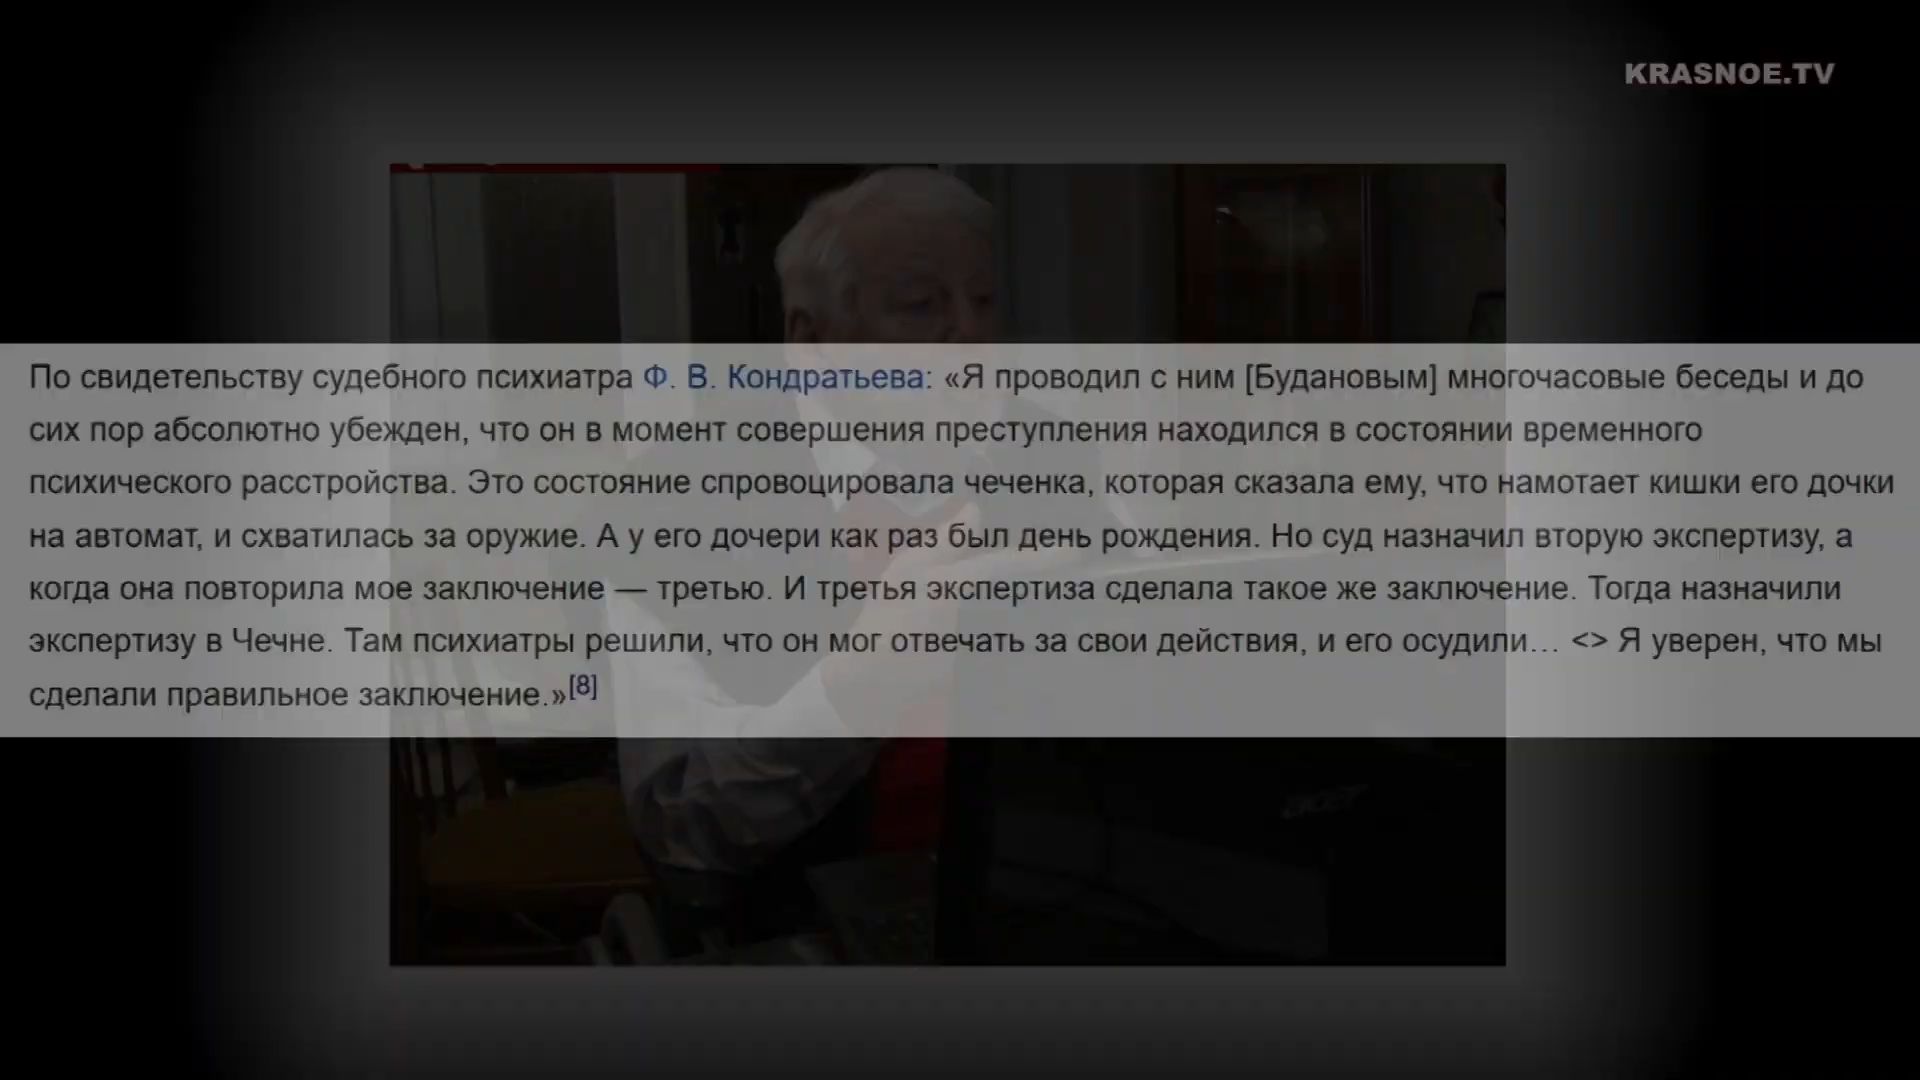 KRASNOE.TV
По свидетельству судебного психиатра Ф. В. Кондратьева: «Я проводил с ним [Будановым] многочасовые беседы и до
сих пор абсолютно убежден, что он в момент совершения преступления находился в состоянии временного
психического расстройства. Это состояние спровоцировала чеченка, которая сказала ему, что намотает кишки его дочки
на автомат, и схватилась за оружие. А у его дочери как раз был день рождения. Но суд назначил вторую экспертизу, а
когда она повторила мое заключение — третью. И третья экспертиза сделала такое же заключение. Тогда назначили
экспертизу в Чечне. Там психиатры решили, что он мог отвечать за свои действия, и его осудили… <> Я уверен, что мы
сделали правильное заключение.»[8]
acer